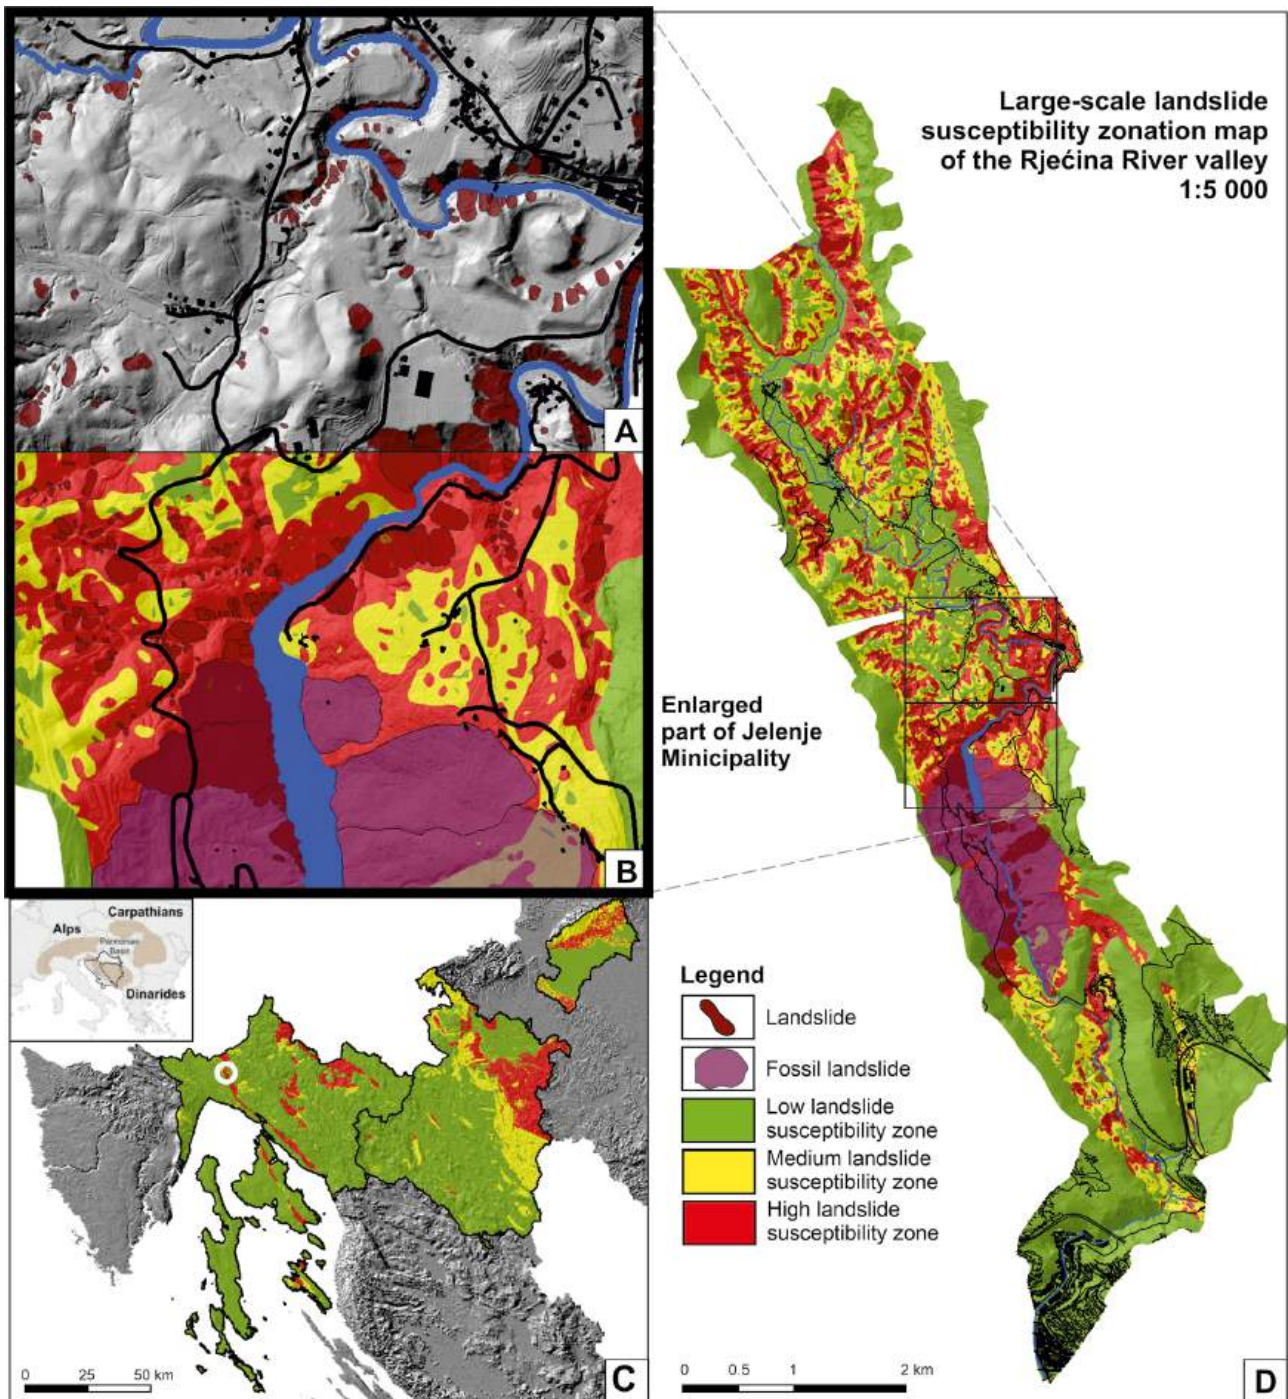 Large-scale landslide
susceptibility zonation map
of the Rječina River valley
1:5 000
A
B
Enlarged
part of Jelenje
Minicipality
Carpathians
Alps
Pannonian
Basin
Dinarides
0 25 50 km
C
Legend
Landslide
Fossil landslide
Low landslide
susceptibility zone
Medium landslide
susceptibility zone
High landslide
susceptibility zone
0 0.5 1 2 km
D